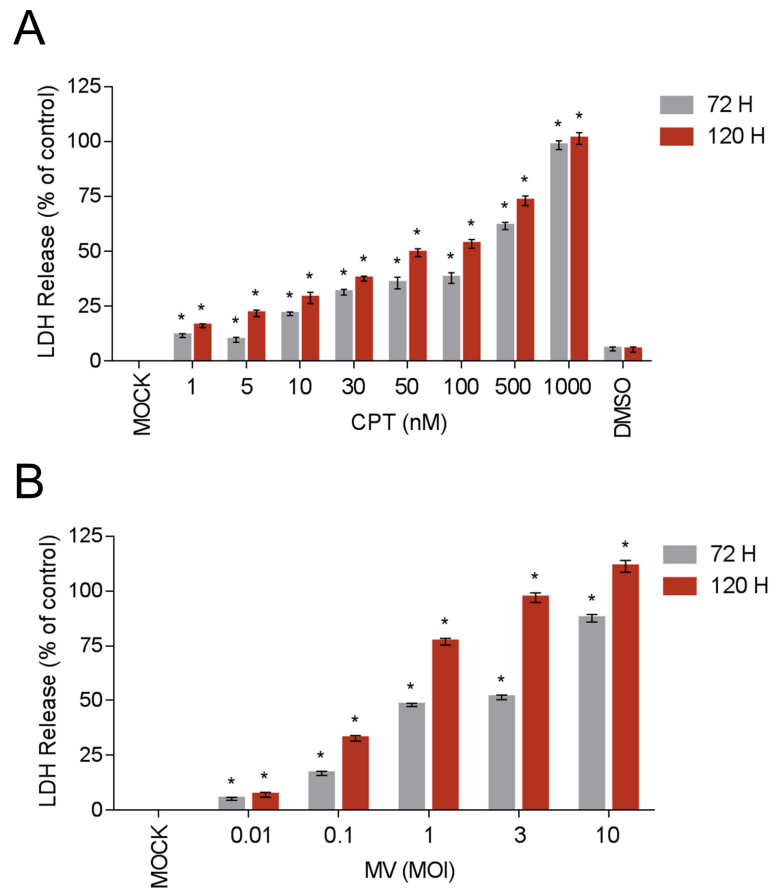 A
LDH Release (% of control)
125
100
75
50
25
0
* * * * * * * * * * * * * * * *
MOCK 1 5 10 30 50 100 500 1000 DMSO
CPT (nM)
72 H
120 H
B
LDH Release (% of control)
125
100
75
50
25
0
* * * * * * * * * *
MOCK 0.01 0.1 1 3 10
MV (MOI)
72 H
120 H